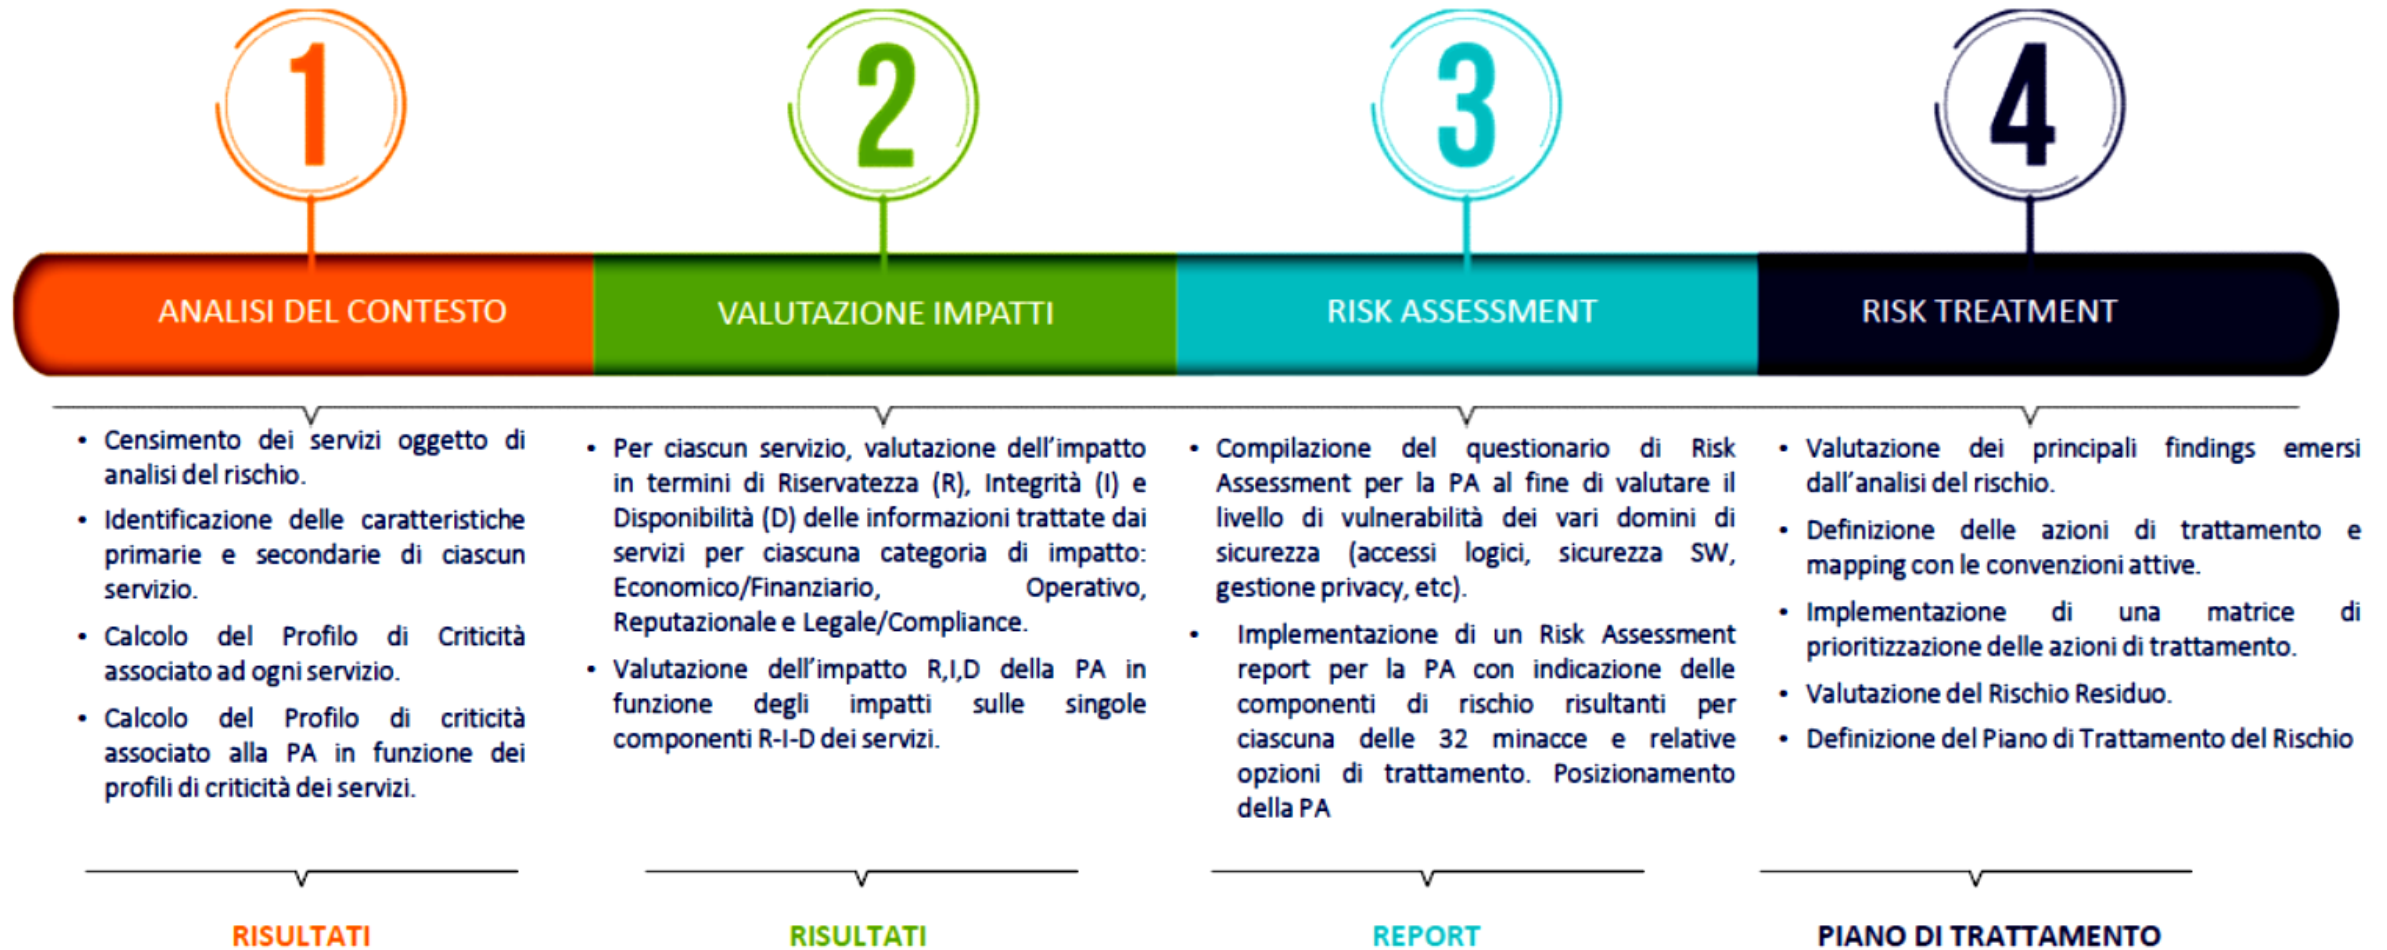 1
2
3
4
ANALISI DEL CONTESTO
VALUTAZIONE IMPATTI
RISK ASSESSMENT
RISK TREATMENT
• Censimento dei servizi oggetto di
analisi del rischio.
• Identificazione delle caratteristiche
primarie e secondarie di ciascun
servizio.
• Calcolo del Profilo di Criticità
associato ad ogni servizio.
• Calcolo del Profilo di criticità
associato alla PA in funzione dei
profili di criticità dei servizi.
• Per ciascun servizio, valutazione dell'impatto
in termini di Riservatezza (R), Integrità (I) e
Disponibilità (D) delle informazioni trattate dai
servizi per ciascuna categoria di impatto:
Economico/Finanziario, Operativo,
Reputazionale e Legale/Compliance.
• Valutazione dell'impatto R,I,D della PA in
funzione degli impatti sulle singole
componenti R-I-D dei servizi.
• Compilazione del questionario di Risk
Assessment per la PA al fine di valutare il
livello di vulnerabilità dei vari domini di
sicurezza (accessi logici, sicurezza SW,
gestione privacy, etc).
• Implementazione di un Risk Assessment
report per la PA con indicazione delle
componenti di rischio risultanti per
ciascuna delle 32 minacce e relative
opzioni di trattamento. Posizionamento
della PA
• Valutazione dei principali findings emersi
dall'analisi del rischio.
• Definizione delle azioni di trattamento e
mapping con le convenzioni attive.
• Implementazione di una matrice di
prioritizzazione delle azioni di trattamento.
• Valutazione del Rischio Residuo.
• Definizione del Piano di Trattamento del Rischio
RISULTATI
RISULTATI
REPORT
PIANO DI TRATTAMENTO